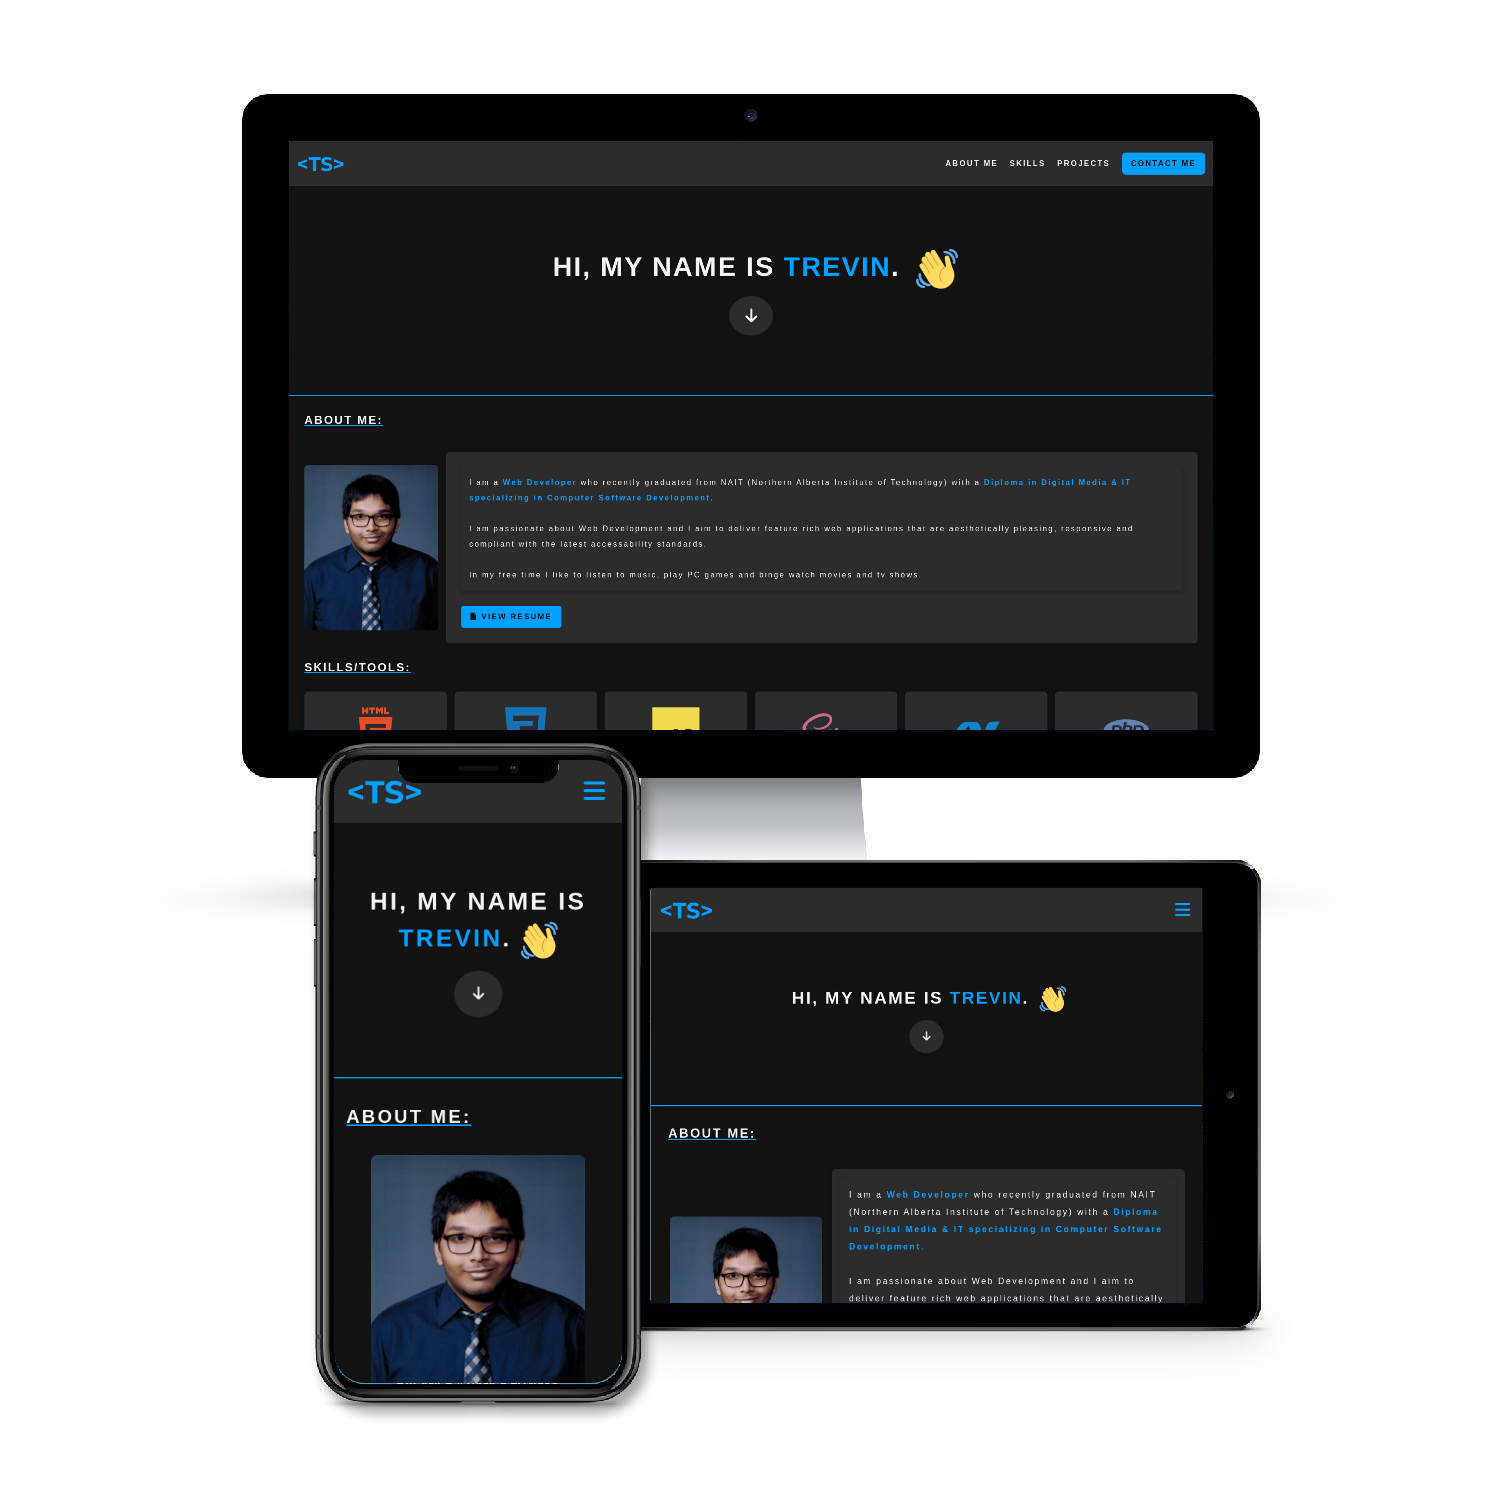 <TS>
ABOUT ME SKILLS PROJECTS CONTACT ME
HI, MY NAME IS TREVIN.
ABOUT ME:
I am a Web Developer who recently graduated from NAIT (Northern Alberta Institute of Technology) with a Diploma in Digital Media & IT
specializing in Computer Software Development.
I am passionate about Web Development and I aim to deliver feature rich web applications that are aesthetically pleasing, responsive and
compliant with the latest accessability standards.
In my free time I like to listen to music, play PC games and binge watch movies and tv shows.
VIEW RESUME
SKILLS/TOOLS:
HTML
php
<TS>
HI, MY NAME IS
TREVIN.
ABOUT ME:
<TS>
HI, MY NAME IS TREVIN.
ABOUT ME:
I am a Web Developer who recently graduated from NAIT
(Northern Alberta Institute of Technology) with a Diploma
in Digital Media & IT specializing in Computer Software
Development.
I am passionate about Web Development and I aim to
deliver feature rich web applications that are aesthetically